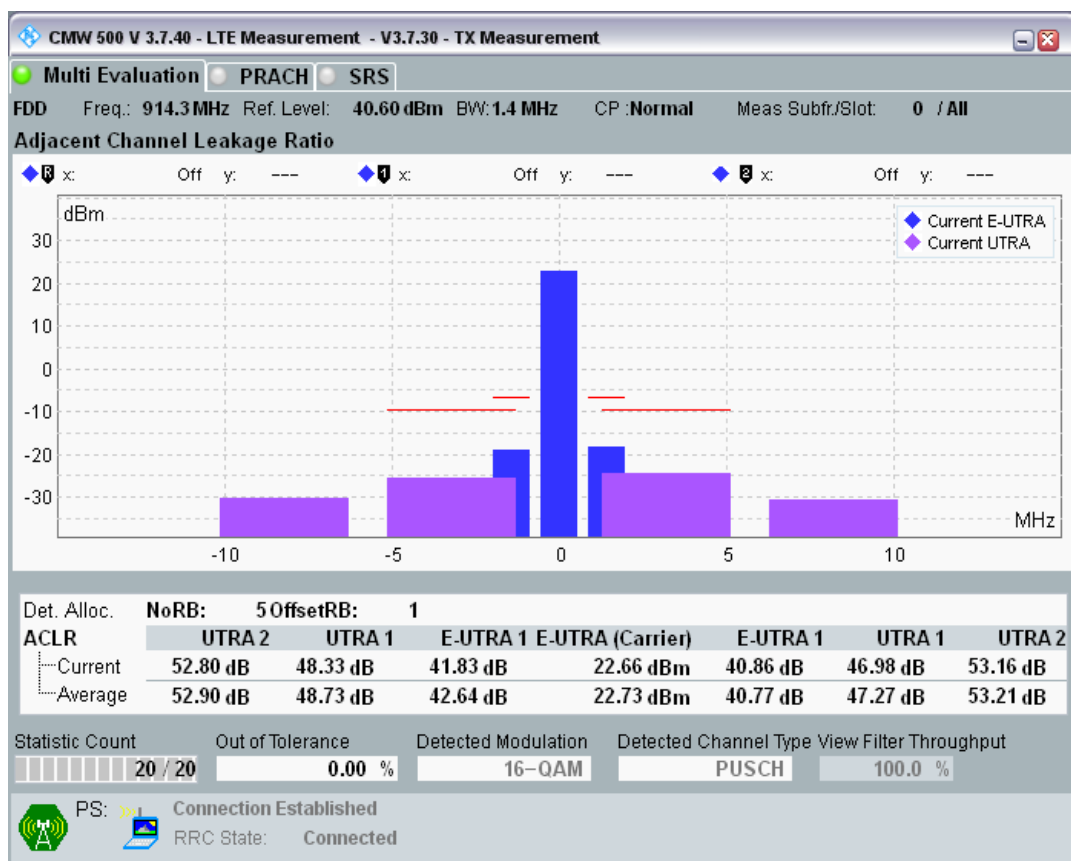 CMW 500 V 3.7.40 - LTE Measurement - V3.7.30 - TX Measurement
Multi Evaluation PRACH SRS
FDD Freq.: 914.3 MHz Ref. Level: 40.60 dBm BW: 1.4 MHz CP :Normal Meas Subfr./Slot: 0 / All
Adjacent Channel Leakage Ratio
R x: Off y: --- 1 x: Off y: --- 2 x: Off y: ---
dBm
Current E-UTRA
Current UTRA
30
20
10
0
-10
-20
-30
MHz
-10 -5 0 5 10
Det. Alloc. NoRB: 5 OffsetRB: 1
ACLR UTRA 2 UTRA 1 E-UTRA 1 E-UTRA (Carrier) E-UTRA 1 UTRA 1 UTRA 2
Current 52.80 dB 48.33 dB 41.83 dB 22.66 dBm 40.86 dB 46.98 dB 53.16 dB
Average 52.90 dB 48.73 dB 42.64 dB 22.73 dBm 40.77 dB 47.27 dB 53.21 dB
Statistic Count Out of Tolerance Detected Modulation Detected Channel Type View Filter Throughput
20 / 20 0.00 % 16-QAM PUSCH 100.0 %
PS: Connection Established
RRC State: Connected